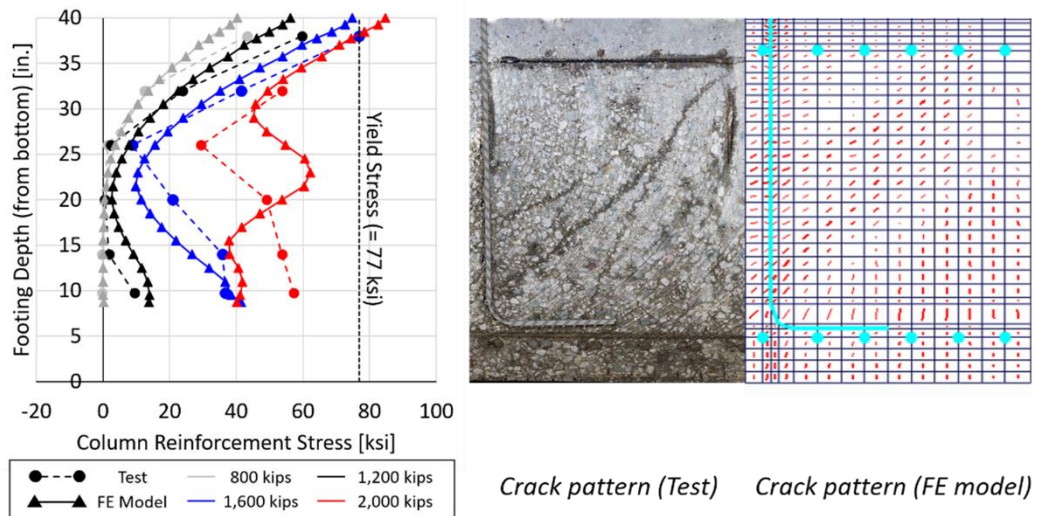 40
35
30
25
20
15
10
5
0
Footing Depth (from bottom) [in.]
Yield Stress (= 77 ksi)
-20 0 20 40 60 80 100
Column Reinforcement Stress [ksi]
Test 800 kips 1,200 kips
FE Model 1,600 kips 2,000 kips
Crack pattern (Test) Crack pattern (FE model)